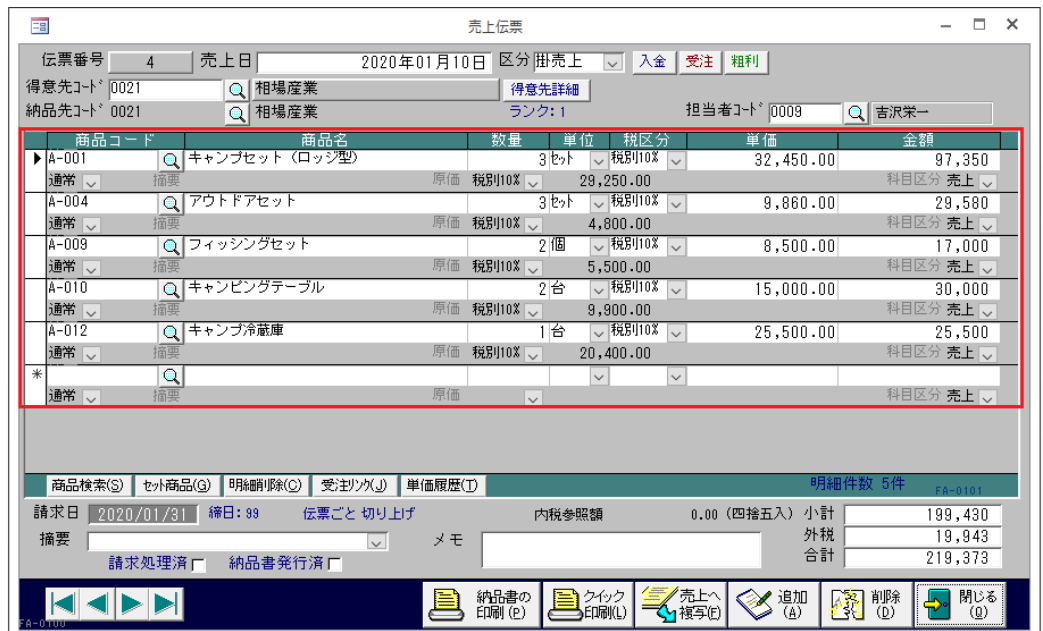 売上伝票
伝票番号 4 売上日 2020年01月10日 区分 掛売上 入金 受注 粗利
得意先ｺｰﾄﾞ 0021 相場産業 得意先詳細
納品先ｺｰﾄﾞ 0021 相場産業 ランク: 1 担当者ｺｰﾄﾞ 0009 吉沢栄一
商品コード 商品名 数量 単位 税区分 単価 金額
A-001 キャンプセット (ロッジ型) 3 ｾｯﾄ 税別10% 32,450.00 97,350
通常 摘要 原価 税別10% 29,250.00 科目区分 売上
A-004 アウトドアセット 3 ｾｯﾄ 税別10% 9,860.00 29,580
通常 摘要 原価 税別10% 4,800.00 科目区分 売上
A-009 フィッシングセット 2 個 税別10% 8,500.00 17,000
通常 摘要 原価 税別10% 5,500.00 科目区分 売上
A-010 キャンピングテーブル 2 台 税別10% 15,000.00 30,000
通常 摘要 原価 税別10% 9,900.00 科目区分 売上
A-012 キャンプ冷蔵庫 1 台 税別10% 25,500.00 25,500
通常 摘要 原価 税別10% 20,400.00 科目区分 売上
*
通常 摘要 原価 科目区分 売上
商品検索(S) ｾｯﾄ商品(G) 明細削除(C) 受注ﾘﾝｸ(J) 単価履歴(T) 明細件数 5件 FA-0101
請求日 2020/01/31 締日: 99 伝票ごと 切り上げ 内税参照額 0.00 (四捨五入) 小計 199,430
摘要 メモ 外税 19,943
請求処理済 納品書発行済 合計 219,373
納品書の印刷(P) クイック印刷(L) 売上へ複写(E) 追加(A) 削除(D) 閉じる(Q)
FA-0100